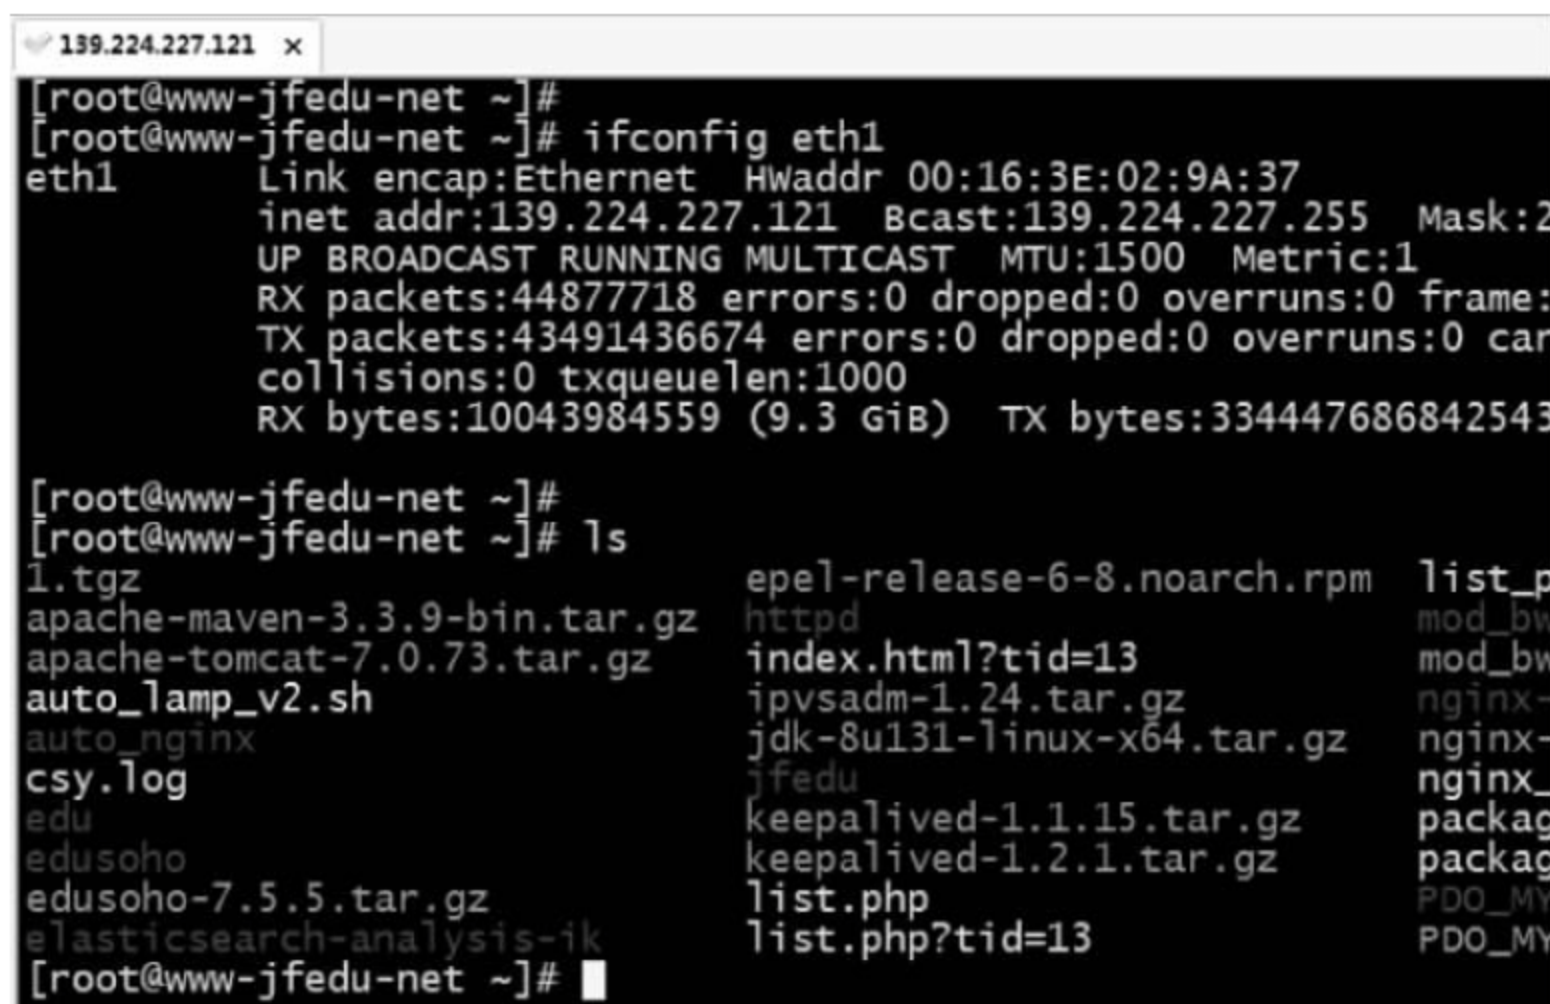 139.224.227.121 ×
[root@www-jfedu-net ~]#
[root@www-jfedu-net ~]# ifconfig eth1
eth1 Link encap:Ethernet HWaddr 00:16:3E:02:9A:37
inet addr:139.224.227.121 Bcast:139.224.227.255 Mask:2
UP BROADCAST RUNNING MULTICAST MTU:1500 Metric:1
RX packets:44877718 errors:0 dropped:0 overruns:0 frame:
TX packets:43491436674 errors:0 dropped:0 overruns:0 car
collisions:0 txqueuelen:1000
RX bytes:10043984559 (9.3 GiB) TX bytes:334447686842543
[root@www-jfedu-net ~]#
[root@www-jfedu-net ~]# ls
1.tgz epel-release-6-8.noarch.rpm list_p
apache-maven-3.3.9-bin.tar.gz httpd mod_bw
apache-tomcat-7.0.73.tar.gz index.html?tid=13 mod_bw
auto_lamp_v2.sh ipvsadm-1.24.tar.gz nginx-
auto_nginx jdk-8u131-linux-x64.tar.gz nginx-
csy.log jfedu nginx_
edu keepalived-1.1.15.tar.gz packag
edusoho keepalived-1.2.1.tar.gz packag
edusoho-7.5.5.tar.gz list.php PDO_MY
elasticsearch-analysis-ik list.php?tid=13 PDO_MY
[root@www-jfedu-net ~]#